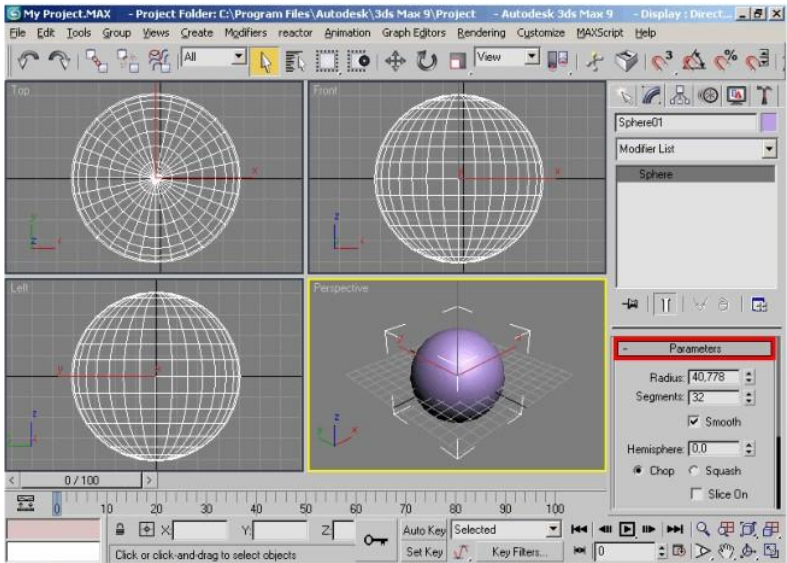 My Project.MAX - Project Folder: C:\Program Files\Autodesk\3ds Max 9\Project - Autodesk 3ds Max 9 - Display : Direct...
File Edit Tools Group Views Create Modifiers reactor Animation Graph Editors Rendering Customize MAXScript Help
All View
Top Front
Sphere01
Modifier List
Sphere
x
y
z
Left Perspective
Parameters
Radius: 40,778
Segments: 32
Smooth
Hemisphere: 0,0
Chop Squash
Slice On
0 / 100
0 10 20 30 40 50 60 70 80 90 100
X: Y: Z: Auto Key Selected
Click or click-and-drag to select objects Set Key Key Filters... 0